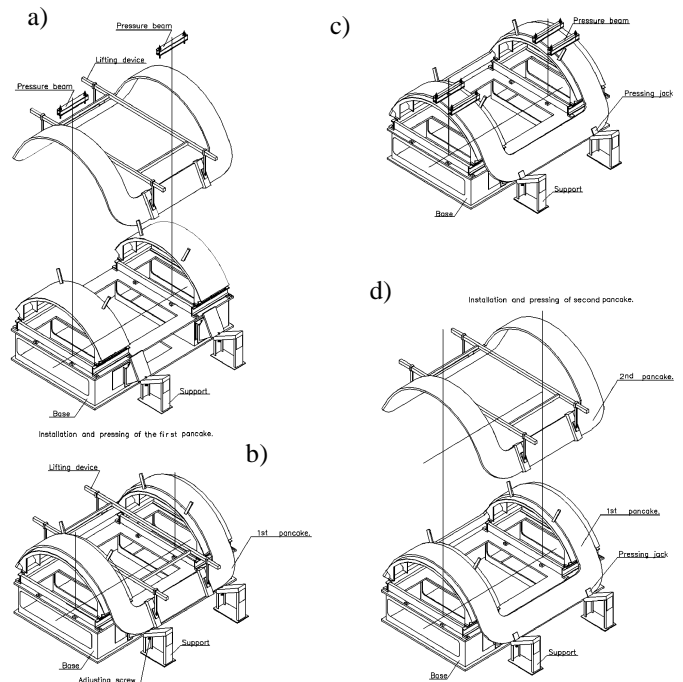 a)
Pressure beam
Lifting device
Pressure beam
Support
Base
Installation and pressing of the first pancake.
b)
Lifting device
1st pancake.
Support
Base
Adjusting screw
c)
Pressure beam
Pressing jack
Support
Base
d)
Installation and pressing of second pancake.
2nd pancake.
1st pancake.
Pressing jack
Support
Base